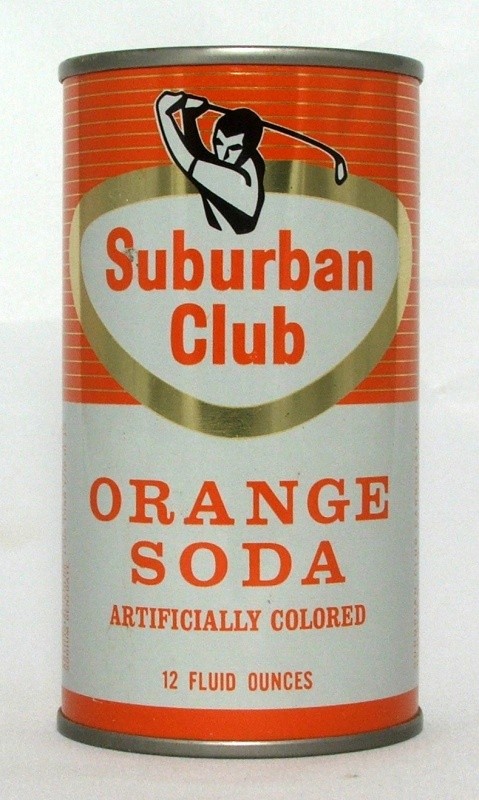 Suburban
Club
ORANGE
SODA
ARTIFICIALLY COLORED
12 FLUID OUNCES